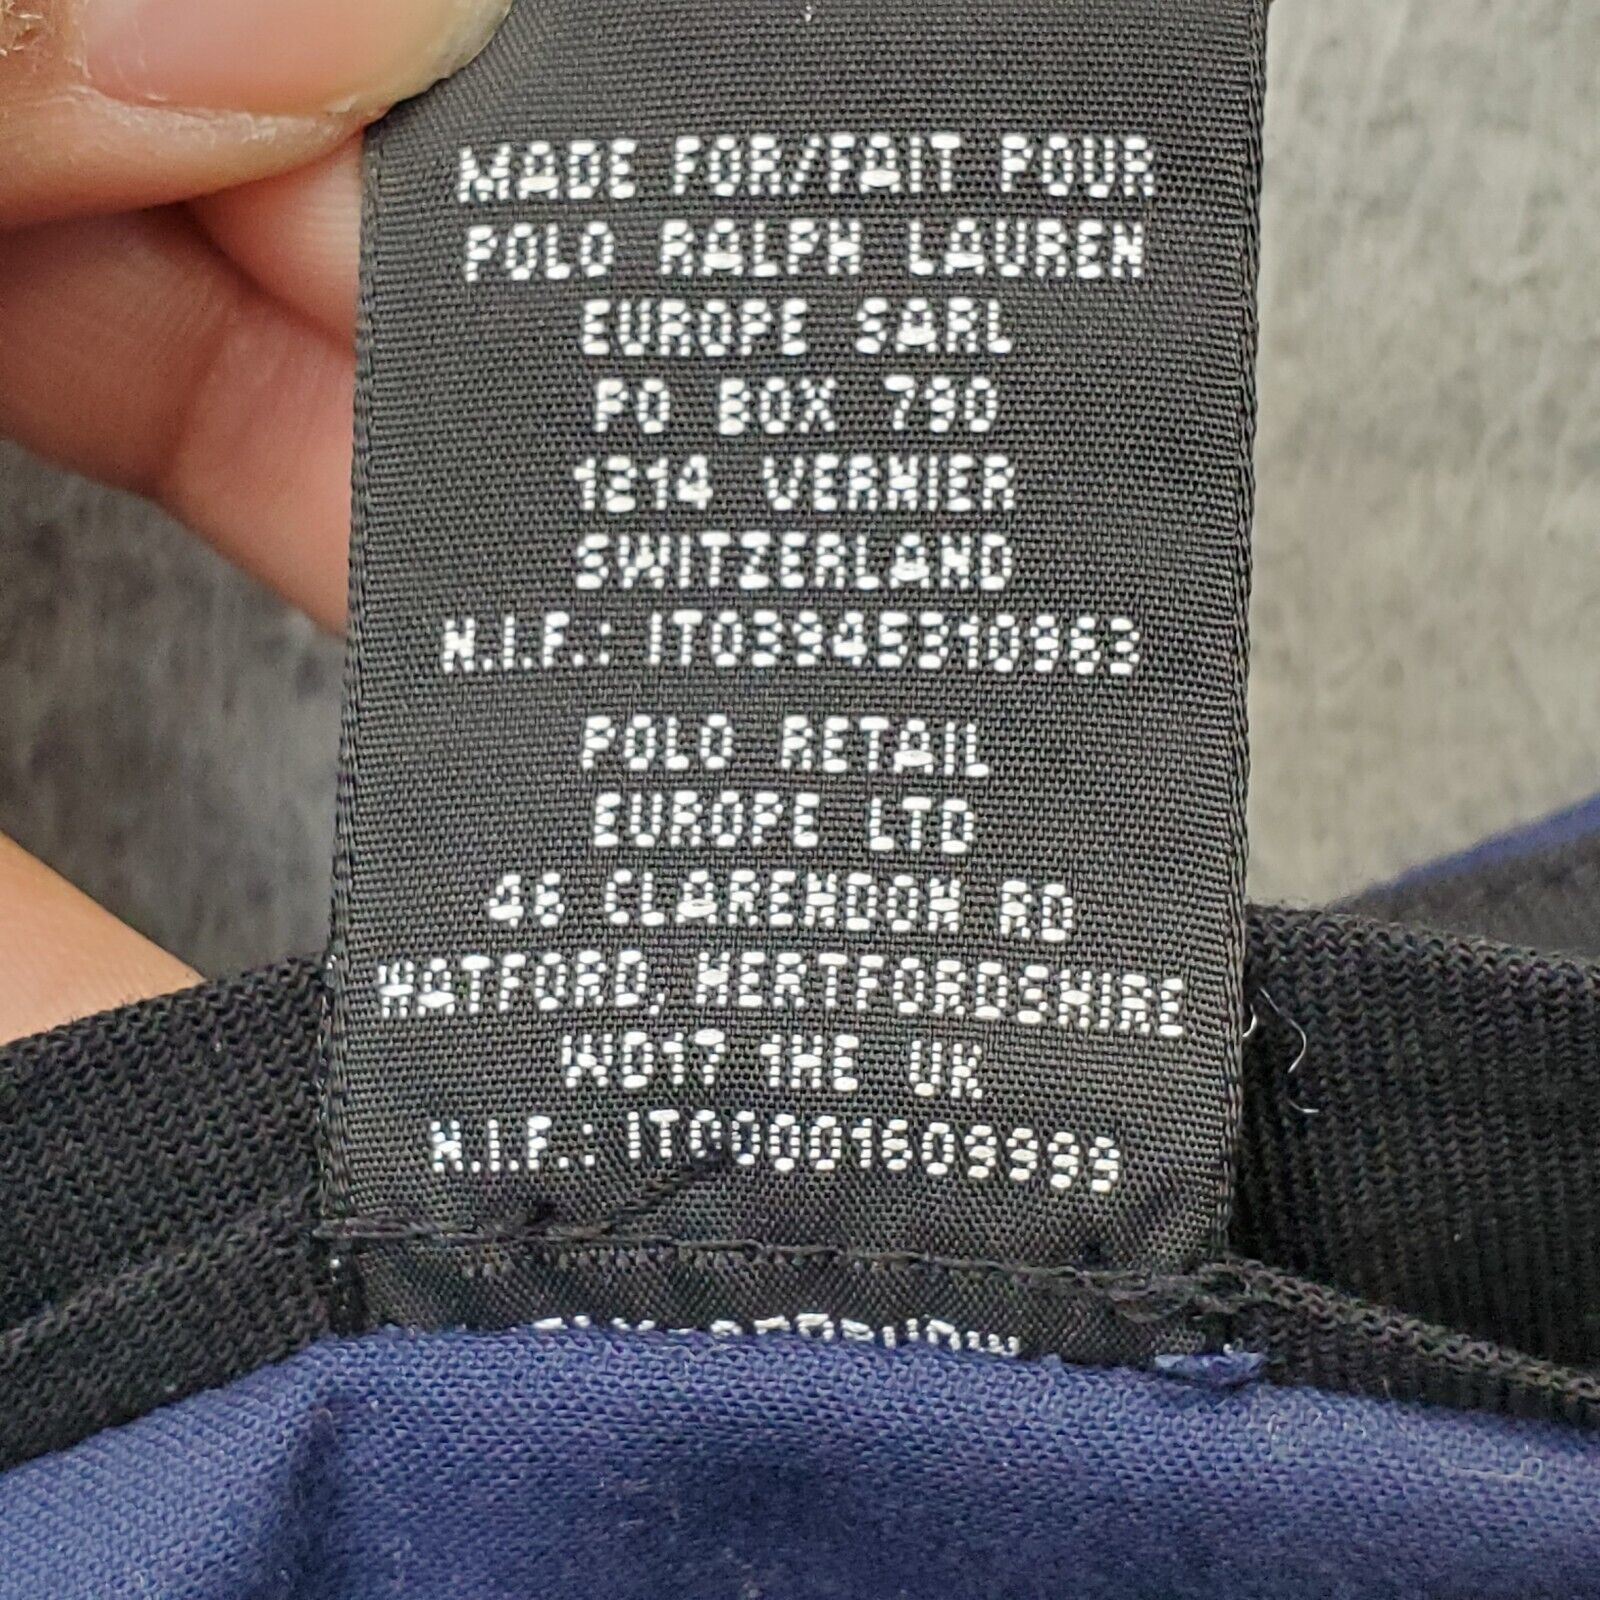 MADE FOR/FAIT POUR
POLO RALPH LAUREN
EUROPE SARL
PO BOX 790
1214 VERNIER
SWITZERLAND
N.I.F.: IT03945310963
POLO RETAIL
EUROPE LTD
46 CLARENDON RD
WATFORD, HERTFORDSHIRE
WD17 1HE UK
N.I.F.: IT00001609999